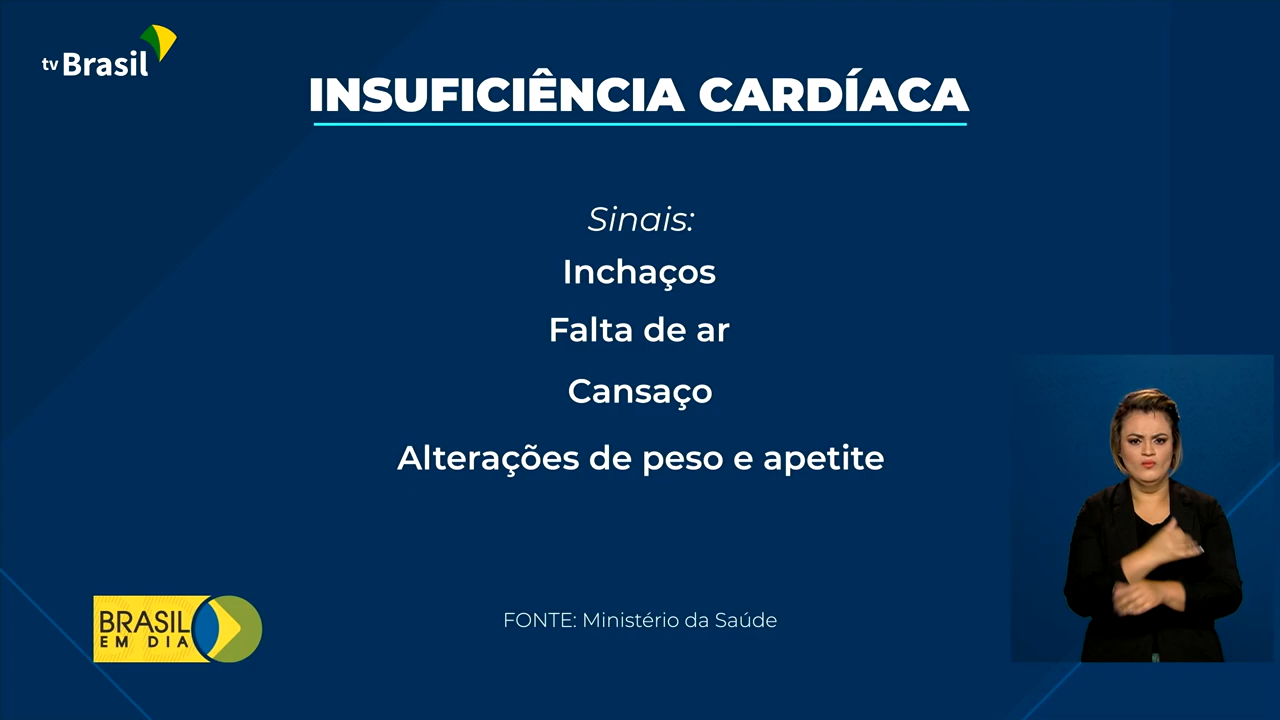 tv Brasil
INSUFICIÊNCIA CARDÍACA
Sinais:
Inchaços
Falta de ar
Cansaço
Alterações de peso e apetite
FONTE: Ministério da Saúde
BRASIL
EM DIA